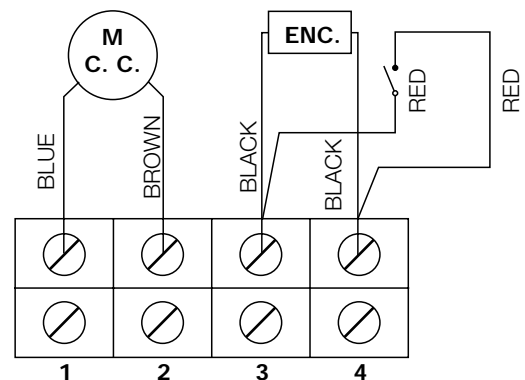 M
C. C.
ENC.
BLUE
BROWN
BLACK
BLACK
RED
RED
1 2 3 4